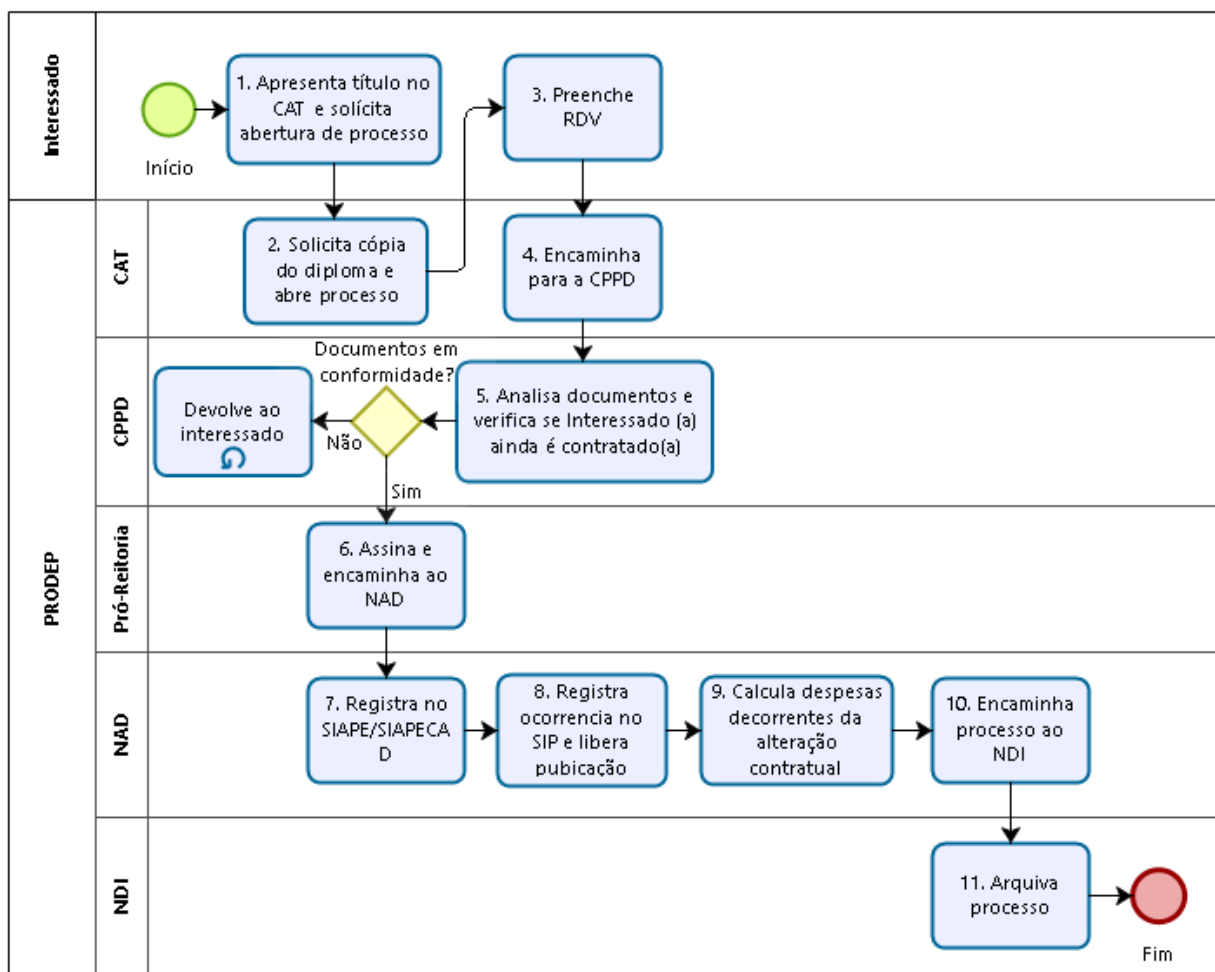 Interessado
Início
1. Apresenta título no
CAT e solícita
abertura de processo
3. Preenche
RDV
PRODEP
CAT
2. Solicita cópia
do diploma e
abre processo
4. Encaminha
para a CPPD
CPPD
Devolve ao
interessado
Documentos em
conformidade?
Não
Sim
5. Analisa documentos e
verifica se Interessado (a)
ainda é contratado(a)
Pró-Reitoria
6. Assina e
encaminha ao
NAD
NAD
7. Registra no
SIAPE/SIAPECA
D
8. Registra
ocorrencia no
SIP e libera
pubicação
9. Calcula despesas
decorrentes da
alteração
contratual
10. Encaminha
processo ao
NDI
NDI
11. Arquiva
processo
Fim